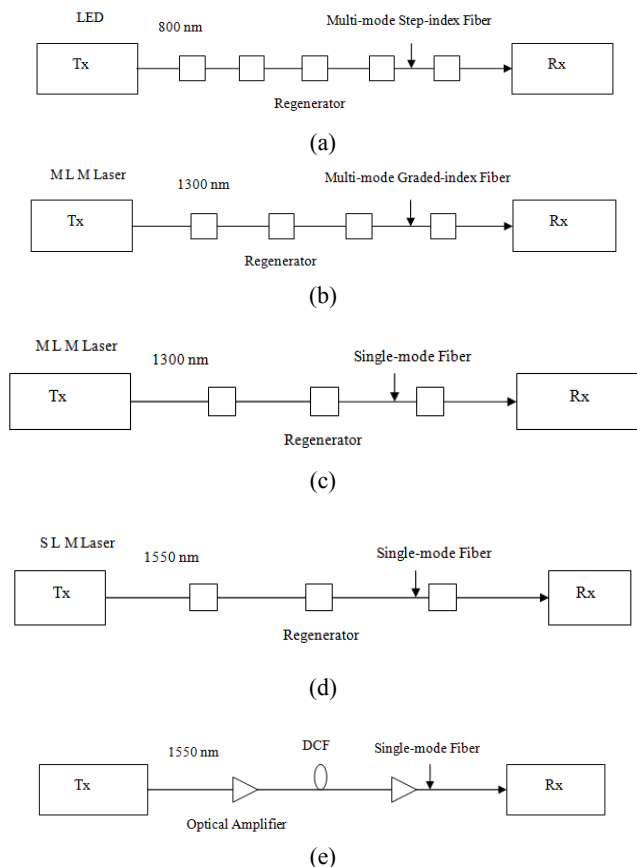 LED
800 nm
Multi-mode Step-index Fiber
Tx
Rx
Regenerator
(a)
M L M Laser
1300 nm
Multi-mode Graded-index Fiber
Tx
Rx
Regenerator
(b)
M L M Laser
1300 nm
Single-mode Fiber
Tx
Rx
Regenerator
(c)
S L M Laser
1550 nm
Single-mode Fiber
Tx
Rx
Regenerator
(d)
1550 nm
DCF
Single-mode Fiber
Tx
Rx
Optical Amplifier
(e)